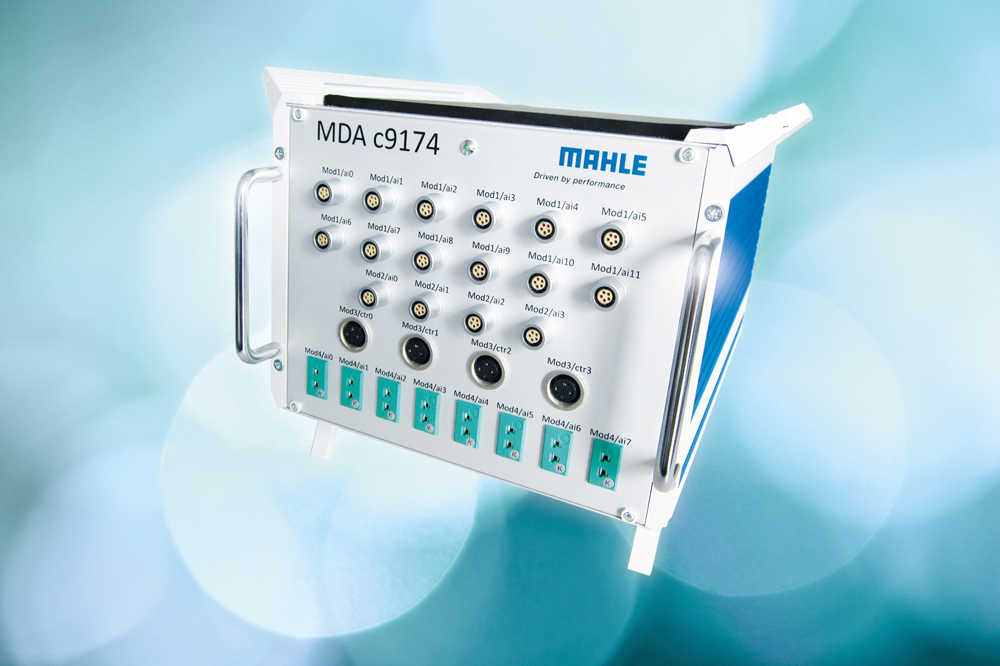 MDA c9174
MAHLE
Driven by performance
Mod1/ai0 Mod1/ai1 Mod1/ai2 Mod1/ai3 Mod1/ai4 Mod1/ai5
Mod1/ai6 Mod1/ai7 Mod1/ai8 Mod1/ai9 Mod1/ai10 Mod1/ai11
Mod2/ai0 Mod2/ai1 Mod2/ai2 Mod2/ai3
Mod3/ctr0 Mod3/ctr1 Mod3/ctr2 Mod3/ctr3
Mod4/ai0 Mod4/ai1 Mod4/ai2 Mod4/ai3 Mod4/ai4 Mod4/ai5 Mod4/ai6 Mod4/ai7
K K K K K K K K